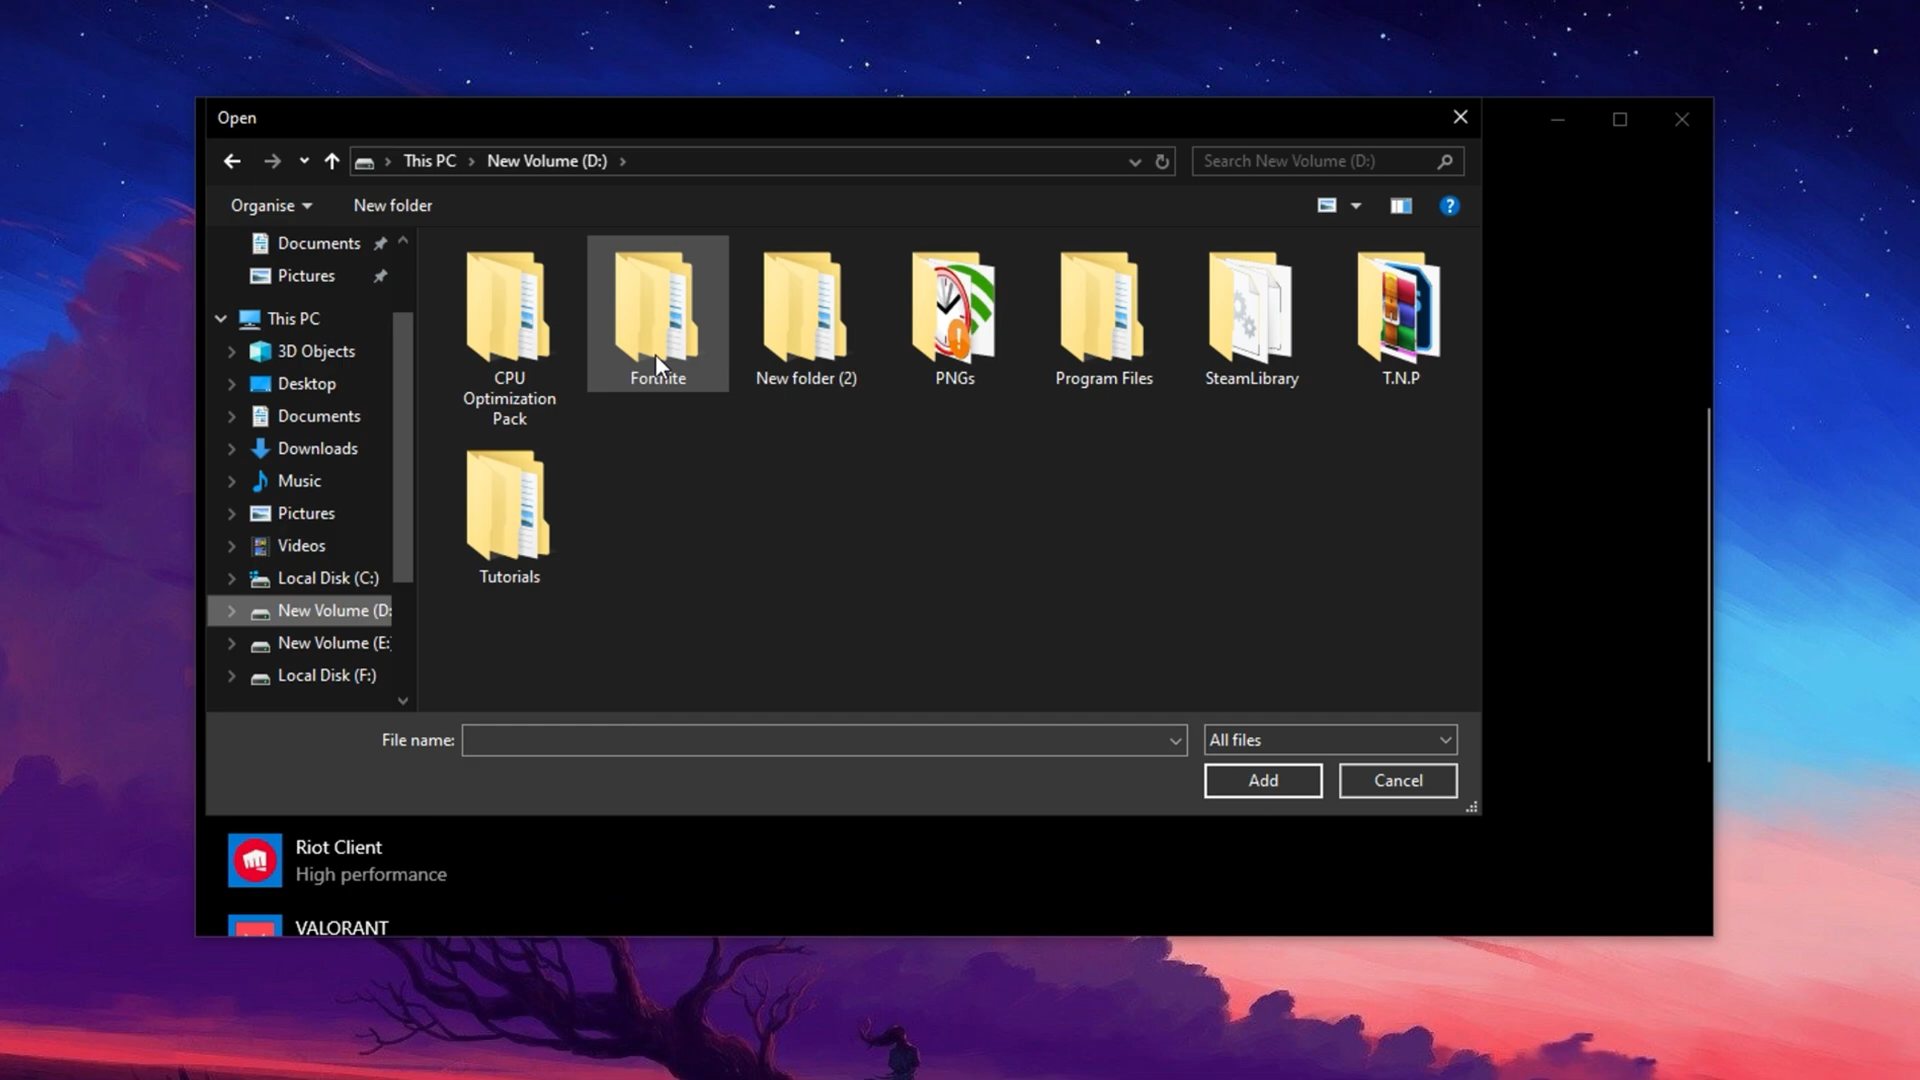 Open
This PC
New Volume (D:)
Search New Volume (D:)
Organise
New folder
Documents
Pictures
This PC
3D Objects
Desktop
Documents
Downloads
Music
Pictures
Videos
Local Disk (C:)
New Volume (D:
New Volume (E:
Local Disk (F:)
CPU
Optimization
Pack
Fortnite
New folder (2)
PNGs
Program Files
SteamLibrary
T.N.P
Tutorials
File name:
All files
Add
Cancel
Riot Client
High performance
VALORANT